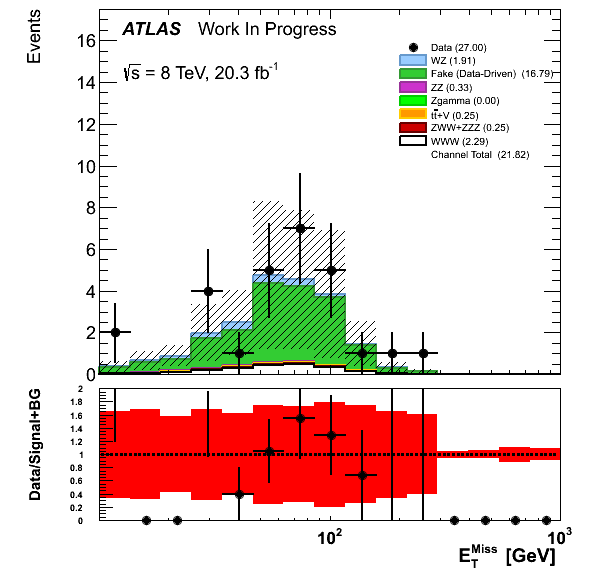 Events
ATLAS Work In Progress
√s = 8 TeV, 20.3 fb⁻¹
Data (27.00)
WZ (1.91)
Fake (Data-Driven) (16.79)
ZZ (0.33)
Zgamma (0.00)
tt̄+V (0.25)
ZWW+ZZZ (0.25)
WWW (2.29)
Channel Total (21.82)
16
14
12
10
8
6
4
2
0
Data/Signal+BG
2
1.8
1.6
1.4
1.2
1
0.8
0.6
0.4
0.2
0
10²
10³
E_T^Miss [GeV]